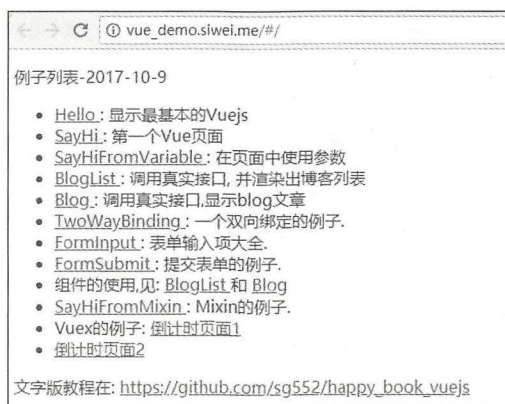 vue_demo.siwei.me/#/
例子列表-2017-10-9
Hello : 显示最基本的Vuejs
SayHi : 第一个Vue页面
SayHiFromVariable : 在页面中使用参数
BlogList : 调用真实接口, 并渲染出博客列表
Blog : 调用真实接口,显示blog文章
TwoWayBinding : 一个双向绑定的例子.
FormInput : 表单输入项大全.
FormSubmit : 提交表单的例子.
组件的使用,见: BlogList 和 Blog
SayHiFromMixin : Mixin的例子.
Vuex的例子: 倒计时页面1
倒计时页面2
文字版教程在: https://github.com/sg552/happy_book_vuejs